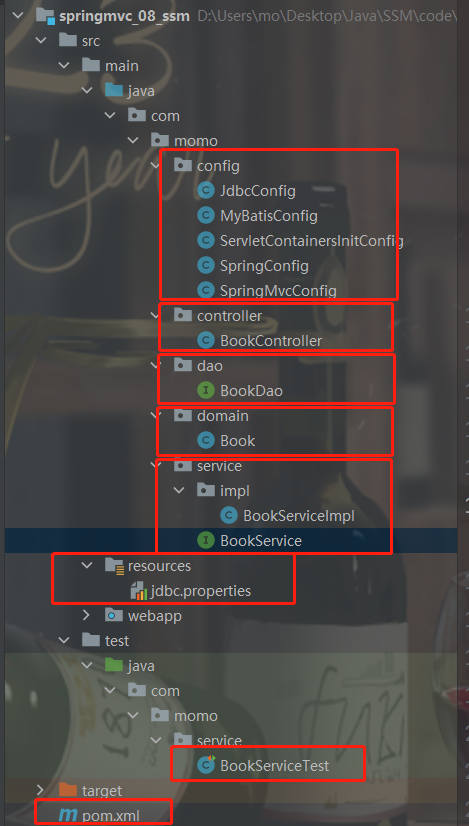 springmvc_08_ssm D:\Users\mo\Desktop\Java\SSM\code\
src
main
java
com
momo
config
JdbcConfig
MyBatisConfig
ServletContainersInitConfig
SpringConfig
SpringMvcConfig
controller
BookController
dao
BookDao
domain
Book
service
impl
BookServiceImpl
BookService
resources
jdbc.properties
webapp
test
java
com
momo
service
BookServiceTest
target
pom.xml